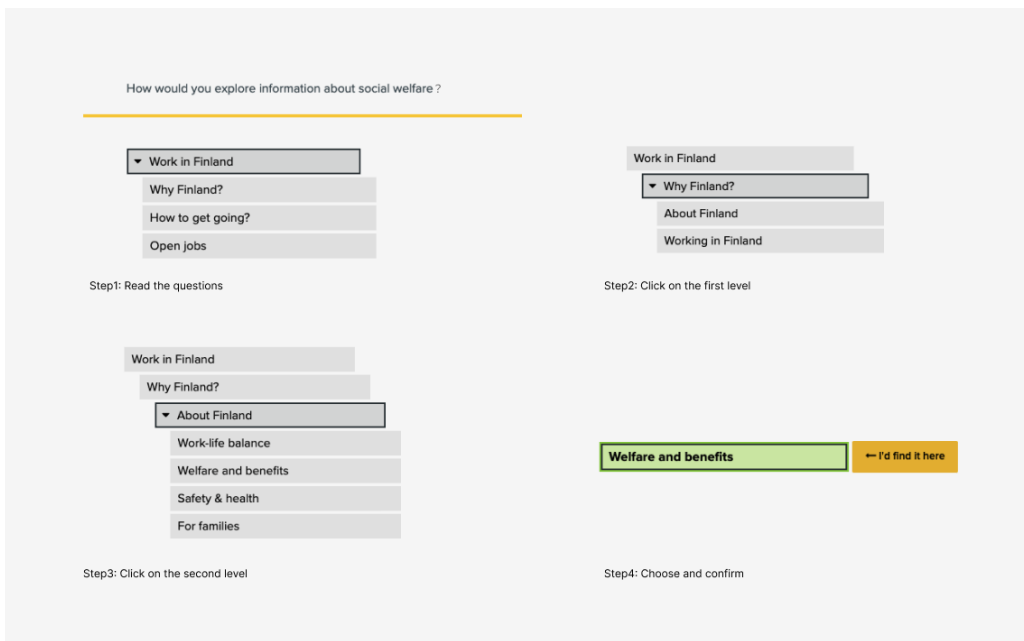 How would you explore information about social welfare ?
Work in Finland
Why Finland?
How to get going?
Open jobs
Step1: Read the questions
Work in Finland
Why Finland?
About Finland
Working in Finland
Step2: Click on the first level
Work in Finland
Why Finland?
About Finland
Work-life balance
Welfare and benefits
Safety & health
For families
Step3: Click on the second level
Welfare and benefits
←I'd find it here
Step4: Choose and confirm